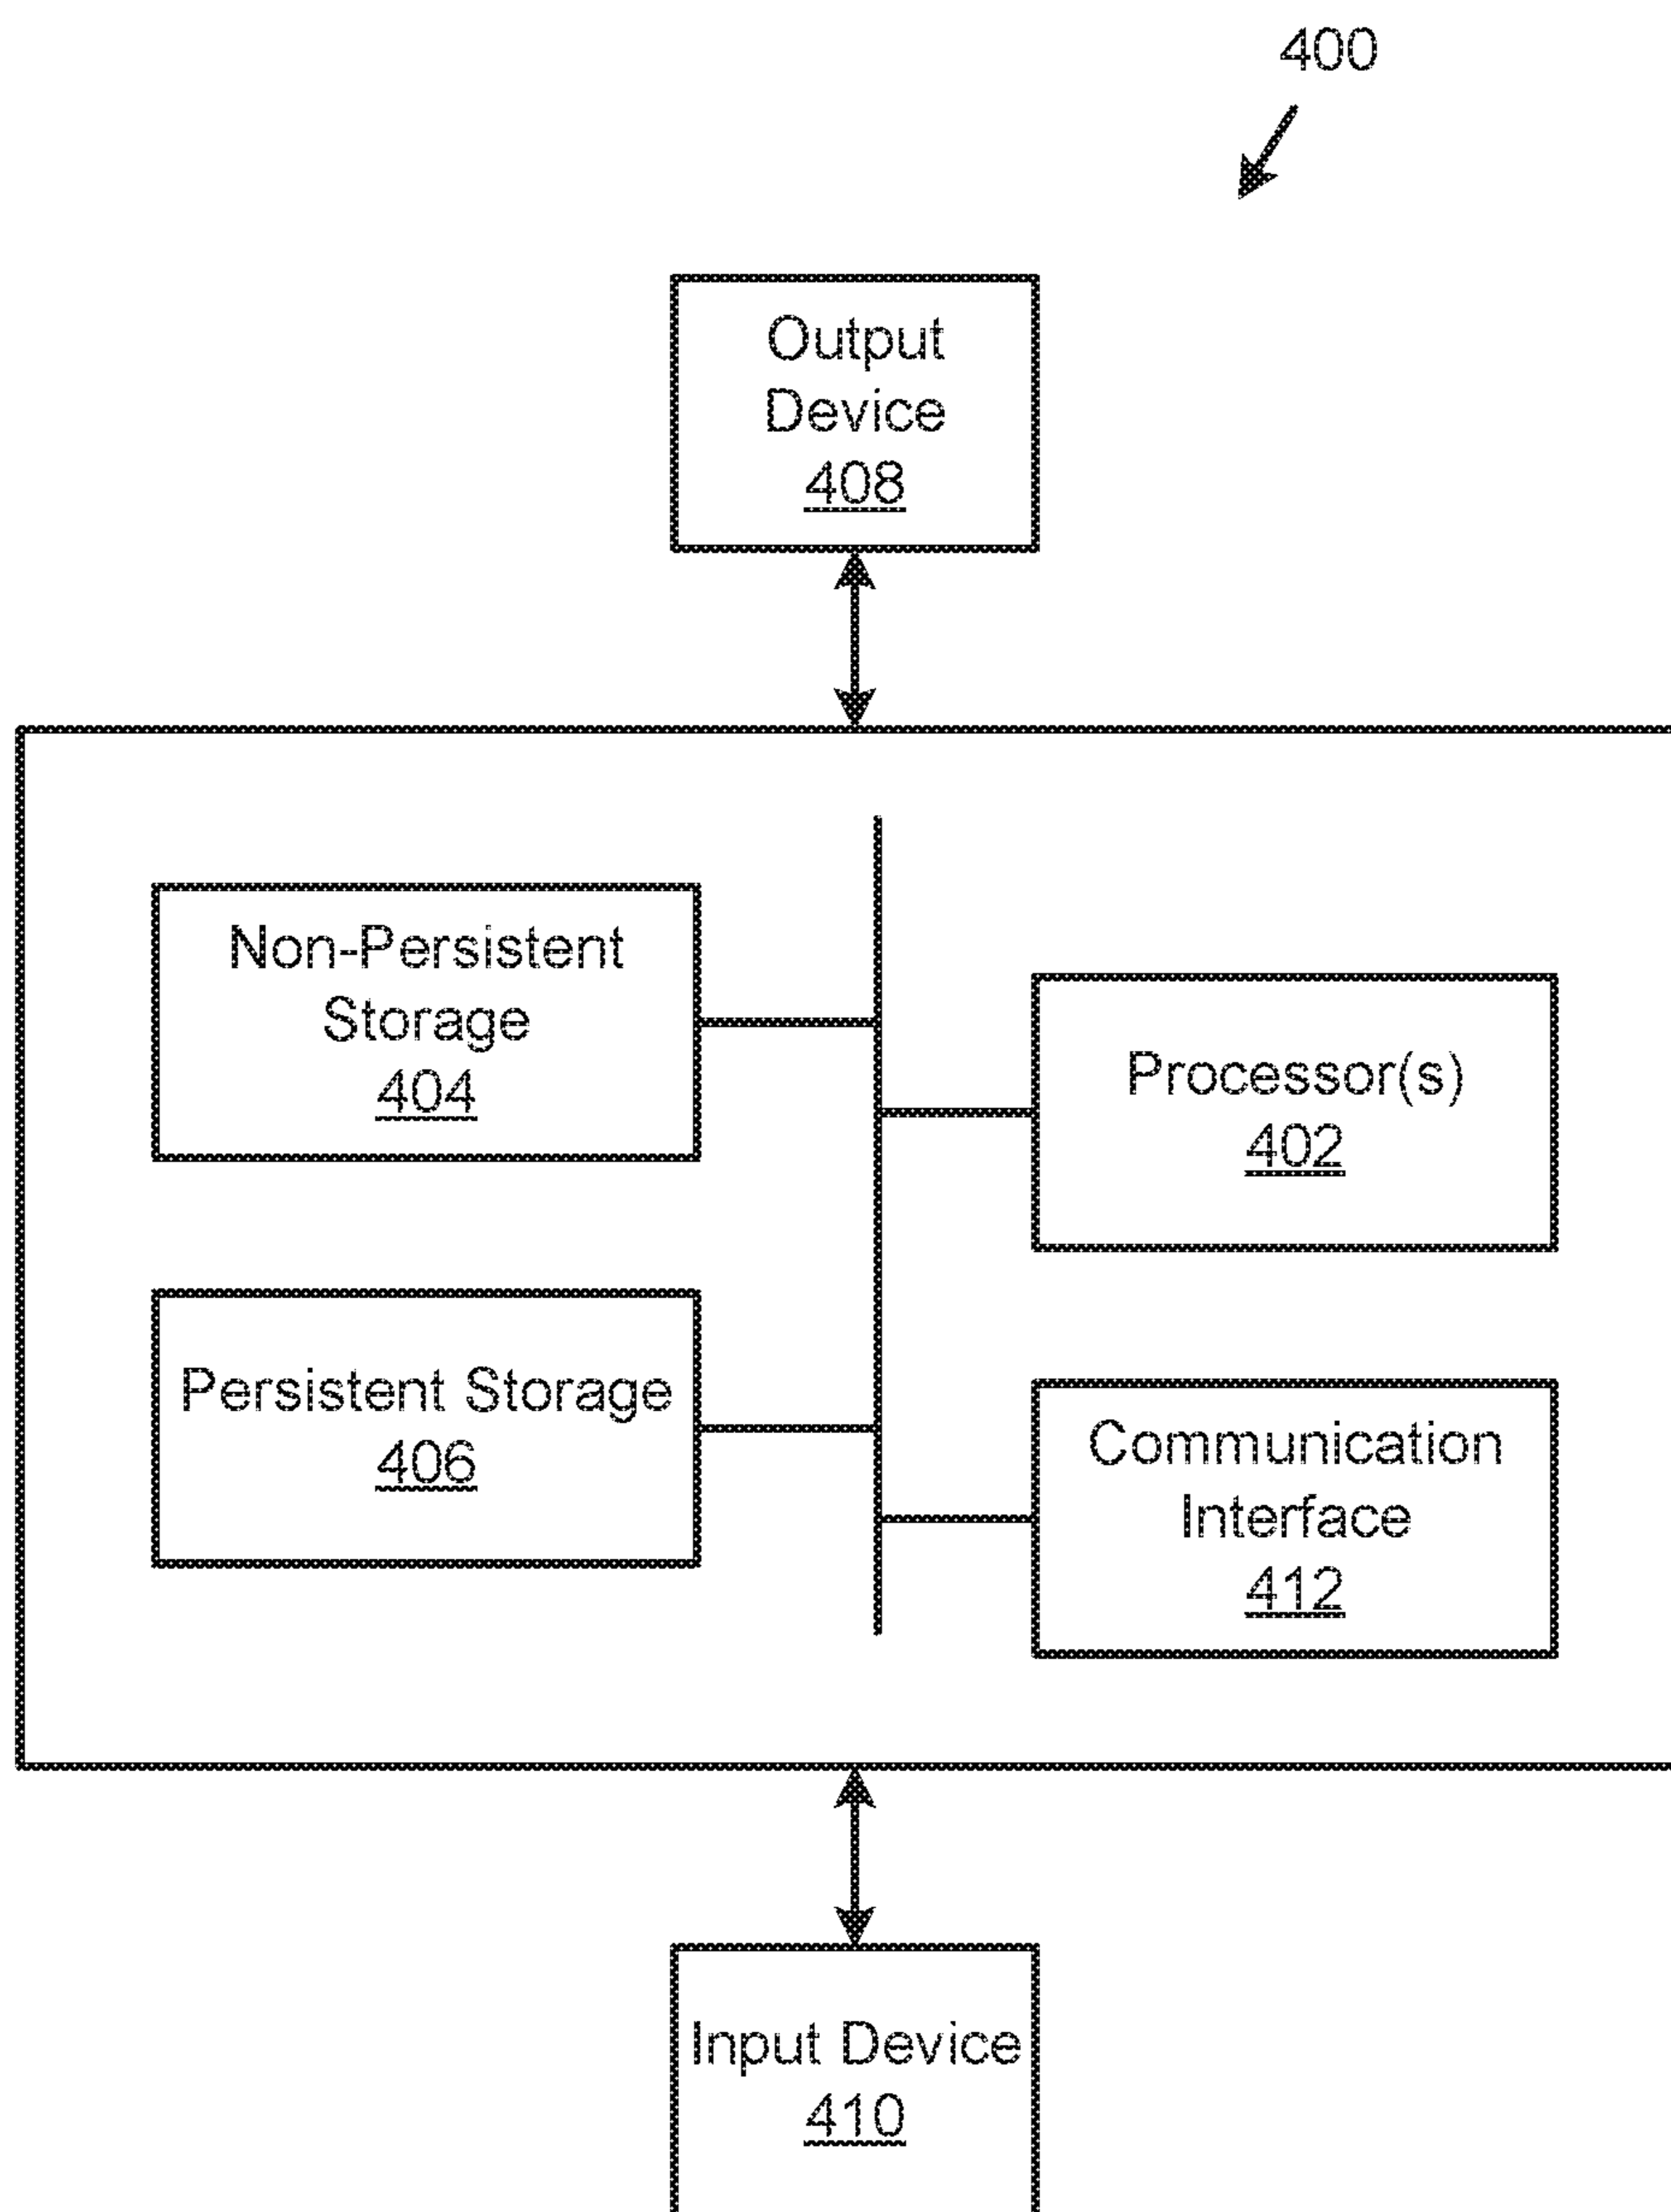 400
Output
Device
408
Non-Persistent
Storage
404
Processor(s)
402
Persistent Storage
406
Communication
Interface
412
Input Device
410